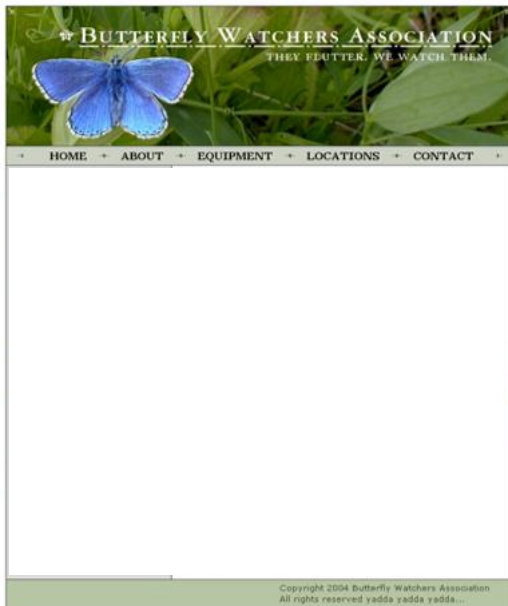 BUTTERFLY WATCHERS ASSOCIATION
THEY FLUTTER. WE WATCH THEM.
HOME ABOUT EQUIPMENT LOCATIONS CONTACT
Copyright 2004 Butterfly Watchers Association
All rights reserved yadda yadda yadda...